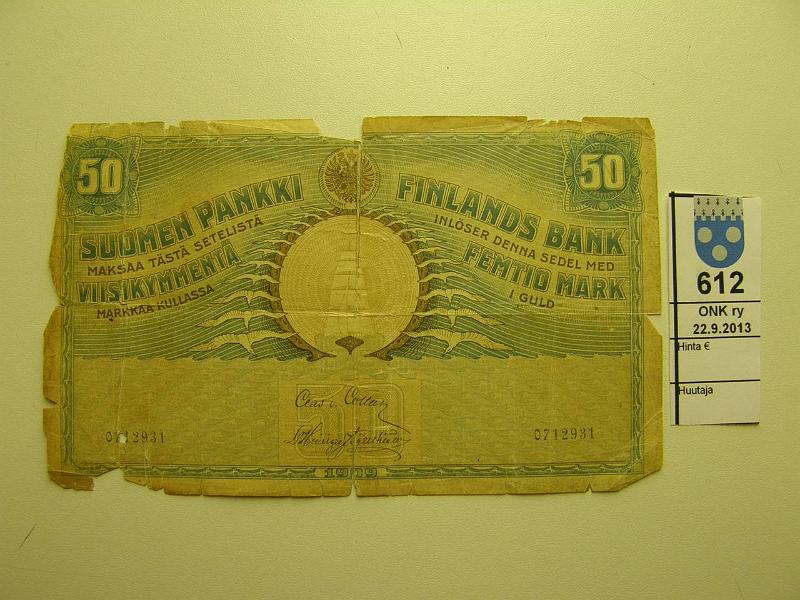 50
50
SUOMEN PANKKI
MAKSAA TÄSTÄ SETELISTÄ
VIISIKYMMENTÄ
MARKKAA KULLASSA
FINLANDS BANK
INLÖSER DENNA SEDEL MED
FEMTIO MARK
I GULD
0712931
0712931
1909
612
ONK ry
22.9.2013
Hinta €
Huutaja